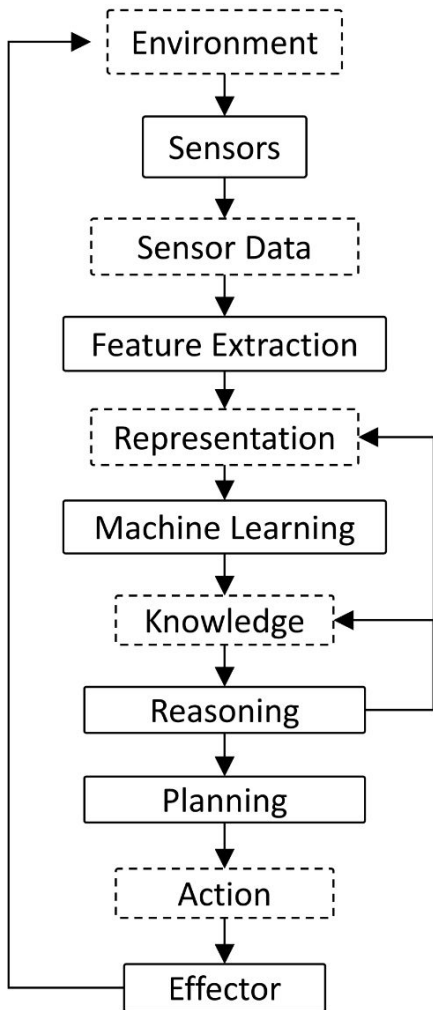 Environment
Sensors
Sensor Data
Feature Extraction
Representation
Machine Learning
Knowledge
Reasoning
Planning
Action
Effector